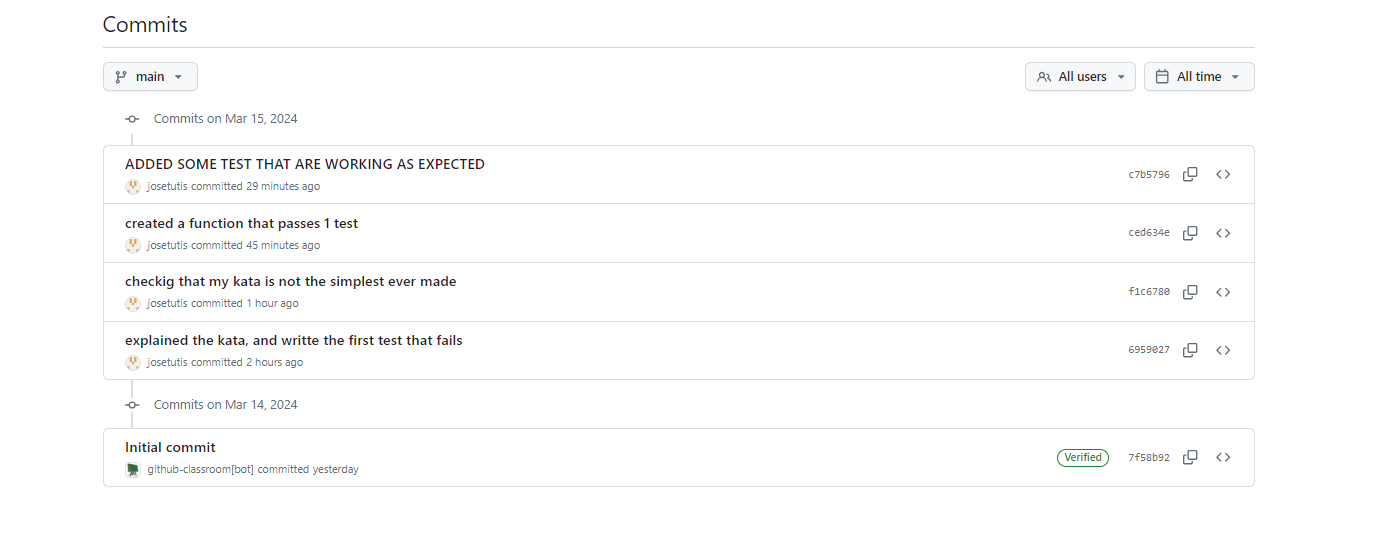 Commits
main
All users
All time
Commits on Mar 15, 2024
ADDED SOME TEST THAT ARE WORKING AS EXPECTED
josetutis committed 29 minutes ago
c7b5796
created a function that passes 1 test
josetutis committed 45 minutes ago
ced634e
checkig that my kata is not the simplest ever made
josetutis committed 1 hour ago
f1c6780
explained the kata, and writte the first test that fails
josetutis committed 2 hours ago
6959027
Commits on Mar 14, 2024
Initial commit
github-classroom[bot] committed yesterday
Verified
7f58b92